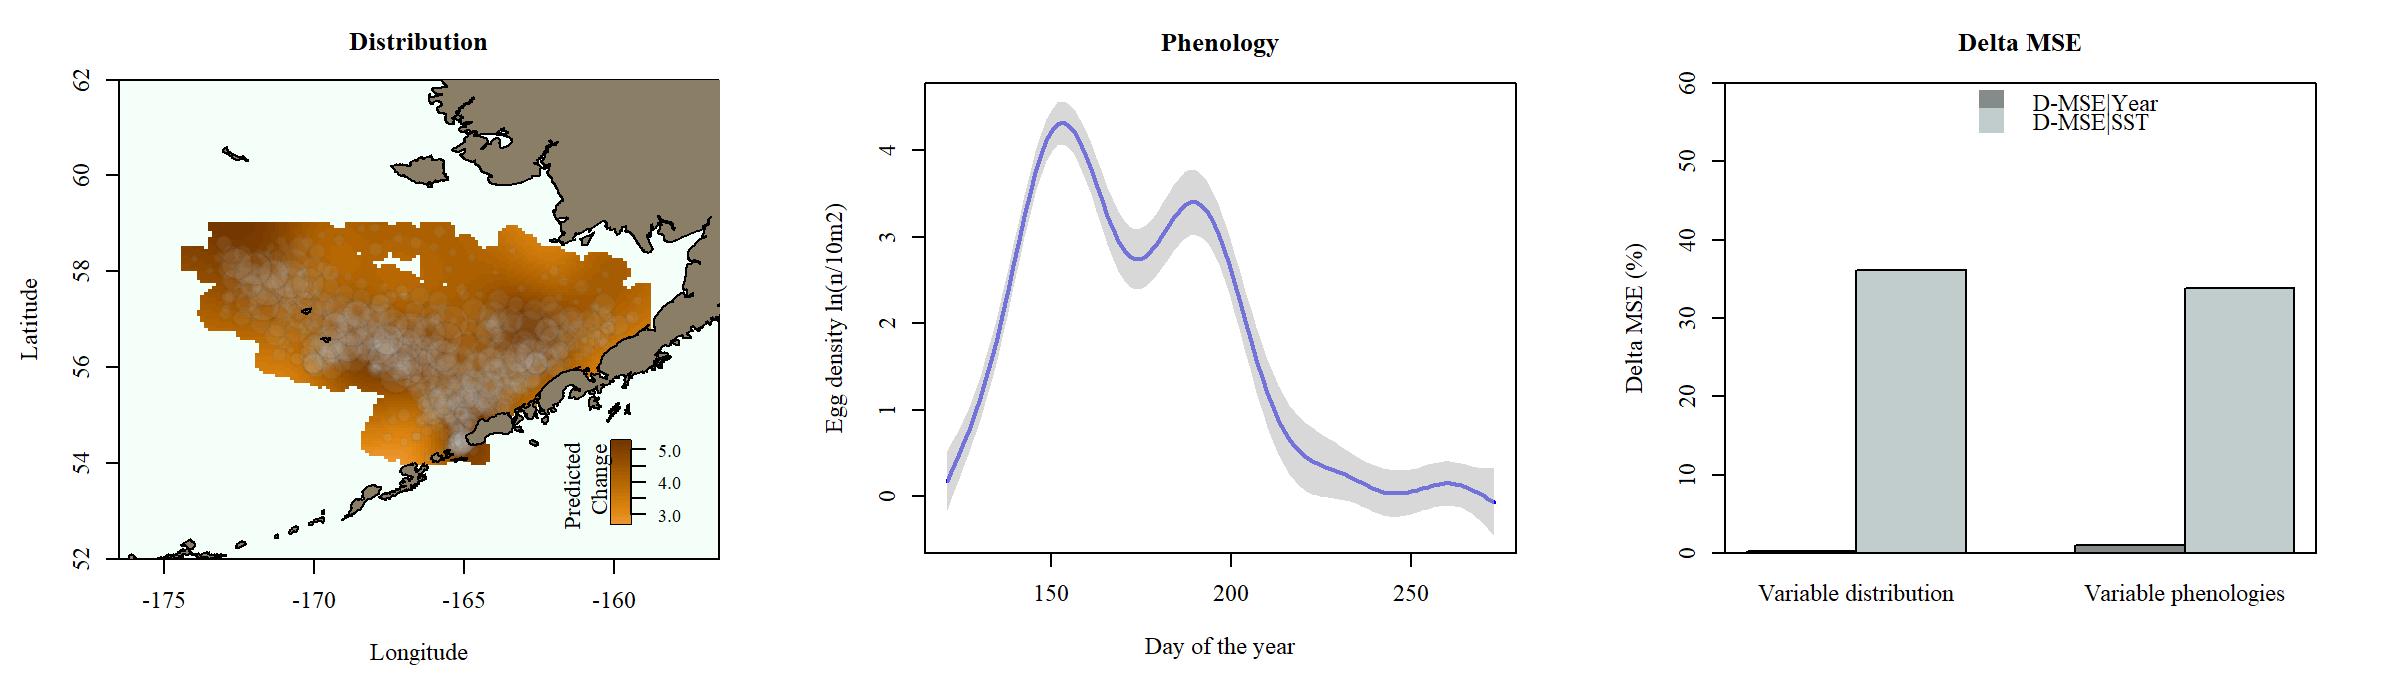 Distribution
Latitude
62
60
58
56
54
52
-175
-170
-165
-160
Longitude
Predicted
Change
5.0
4.0
3.0
Phenology
Egg density ln(n/10m2)
4
3
2
1
0
150
200
250
Day of the year
Delta MSE
Delta MSE (%)
60
50
40
30
20
10
0
D-MSE|Year
D-MSE|SST
Variable distribution
Variable phenologies